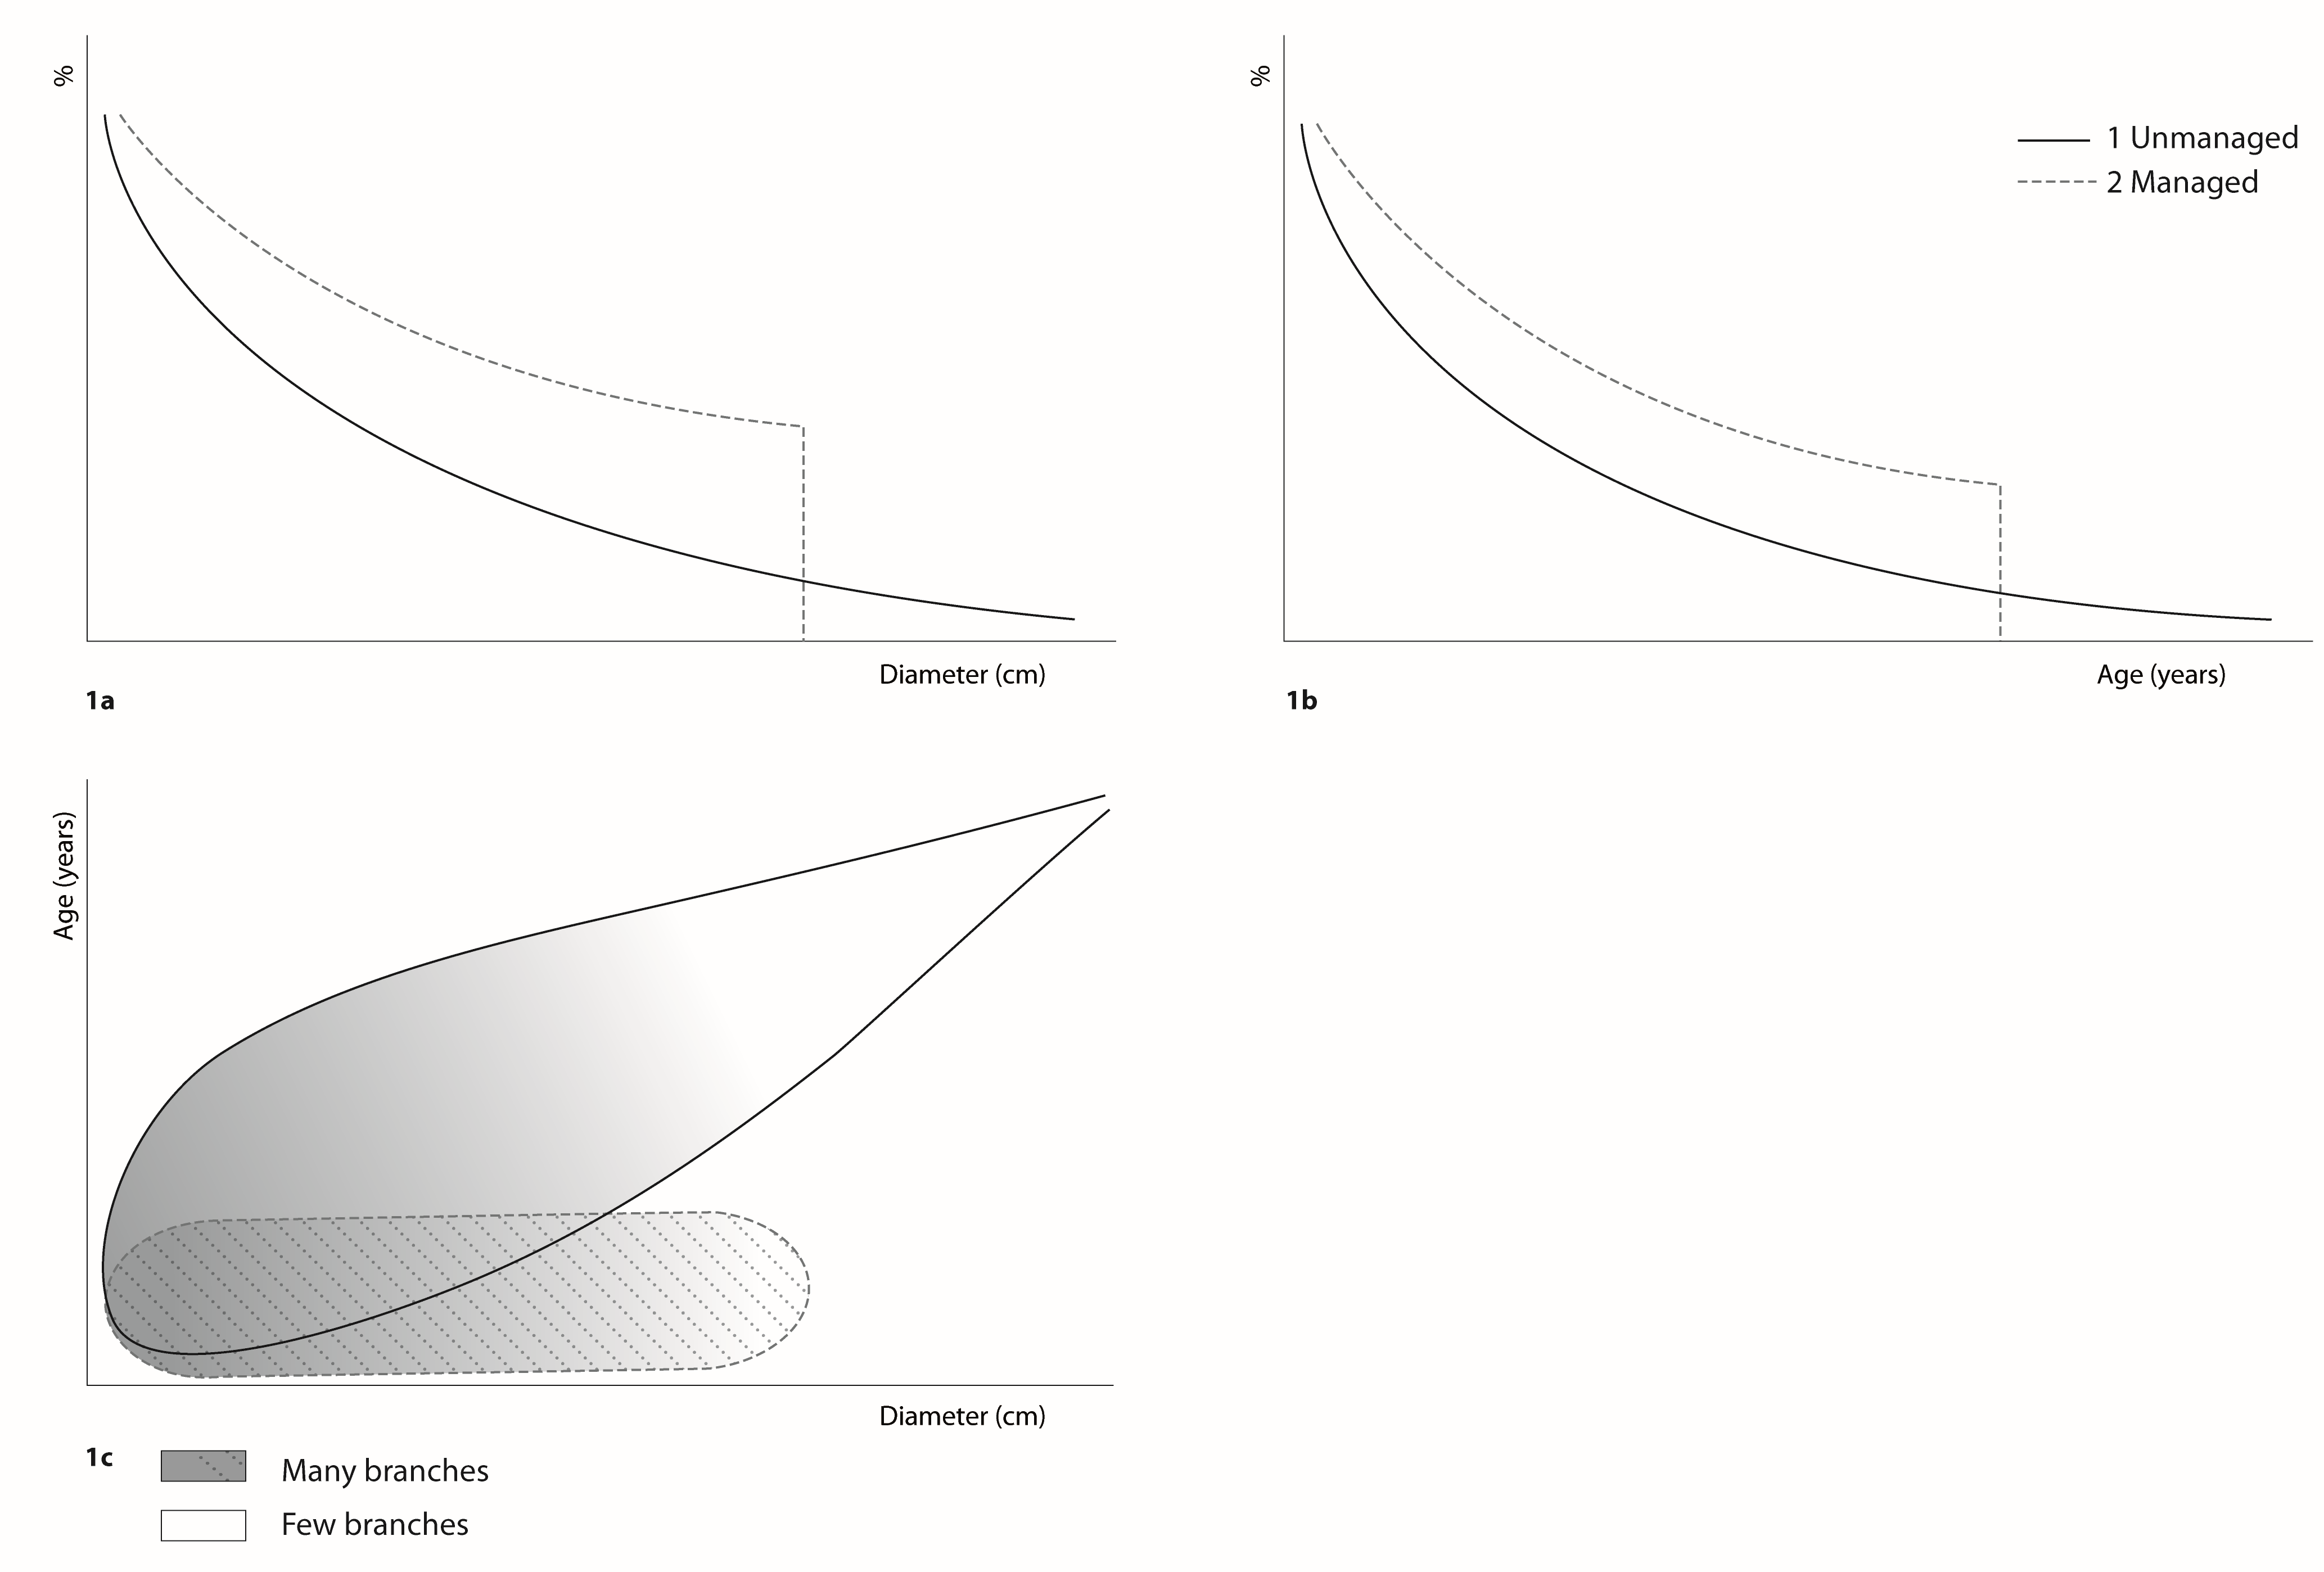 %
Diameter (cm)
1a
%
1 Unmanaged
2 Managed
Age (years)
1b
Age (years)
Diameter (cm)
1c
Many branches
Few branches